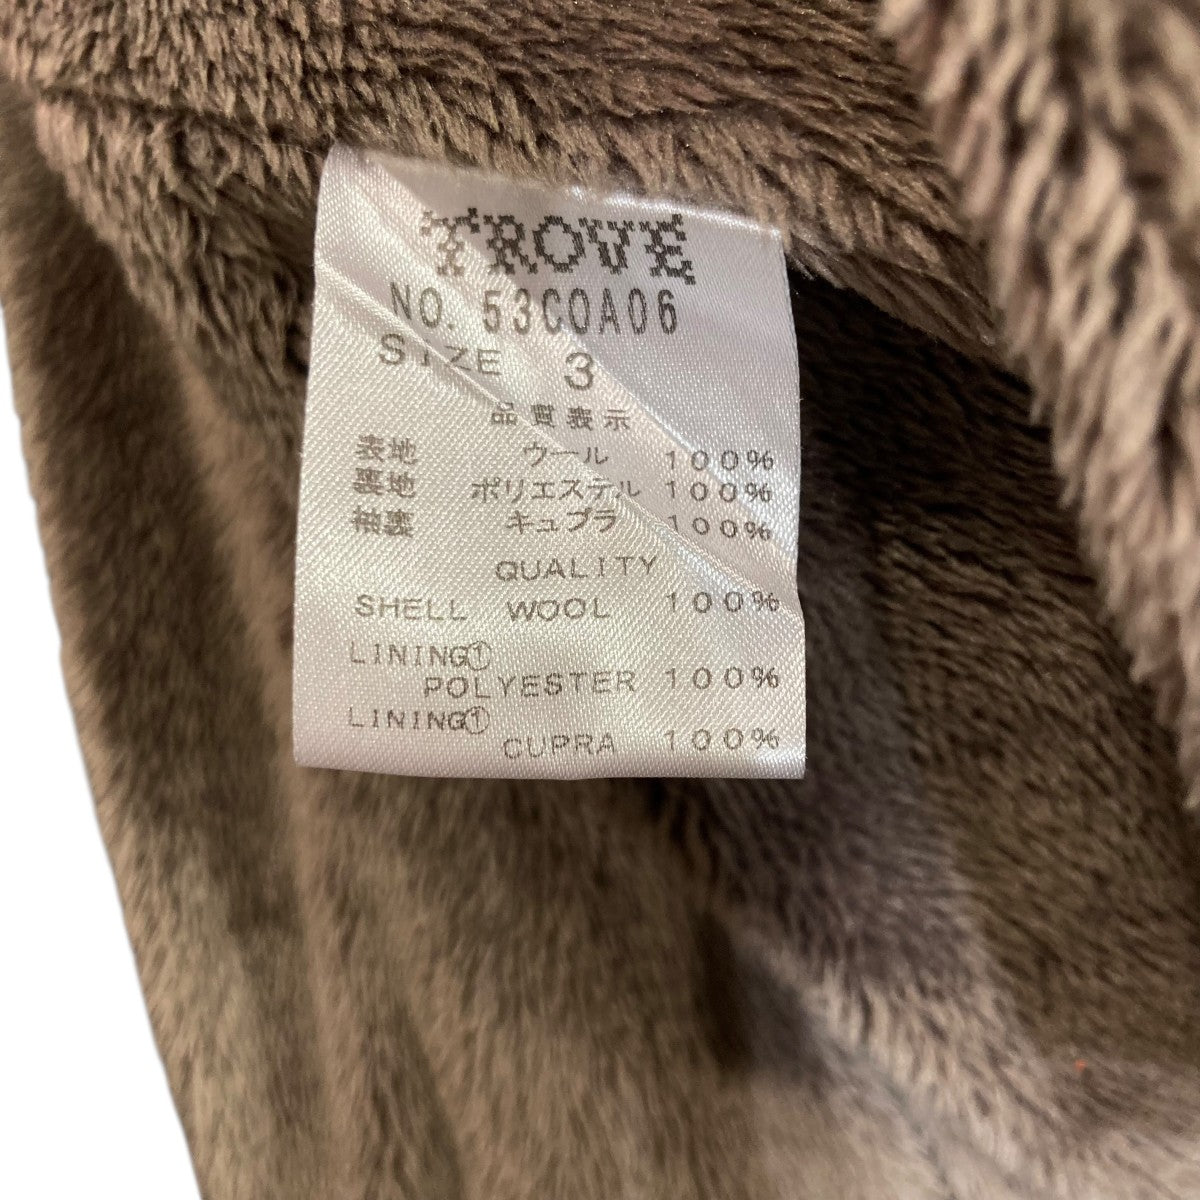 TROVE
NO. 53COA06
SIZE 3
品質表示
表地 ウール 100%
裏地 ポリエステル 100%
袖裏 キュプラ 100%
QUALITY
SHELL WOOL 100%
LINING①
POLYESTER 100%
LINING①
CUPRA 100%